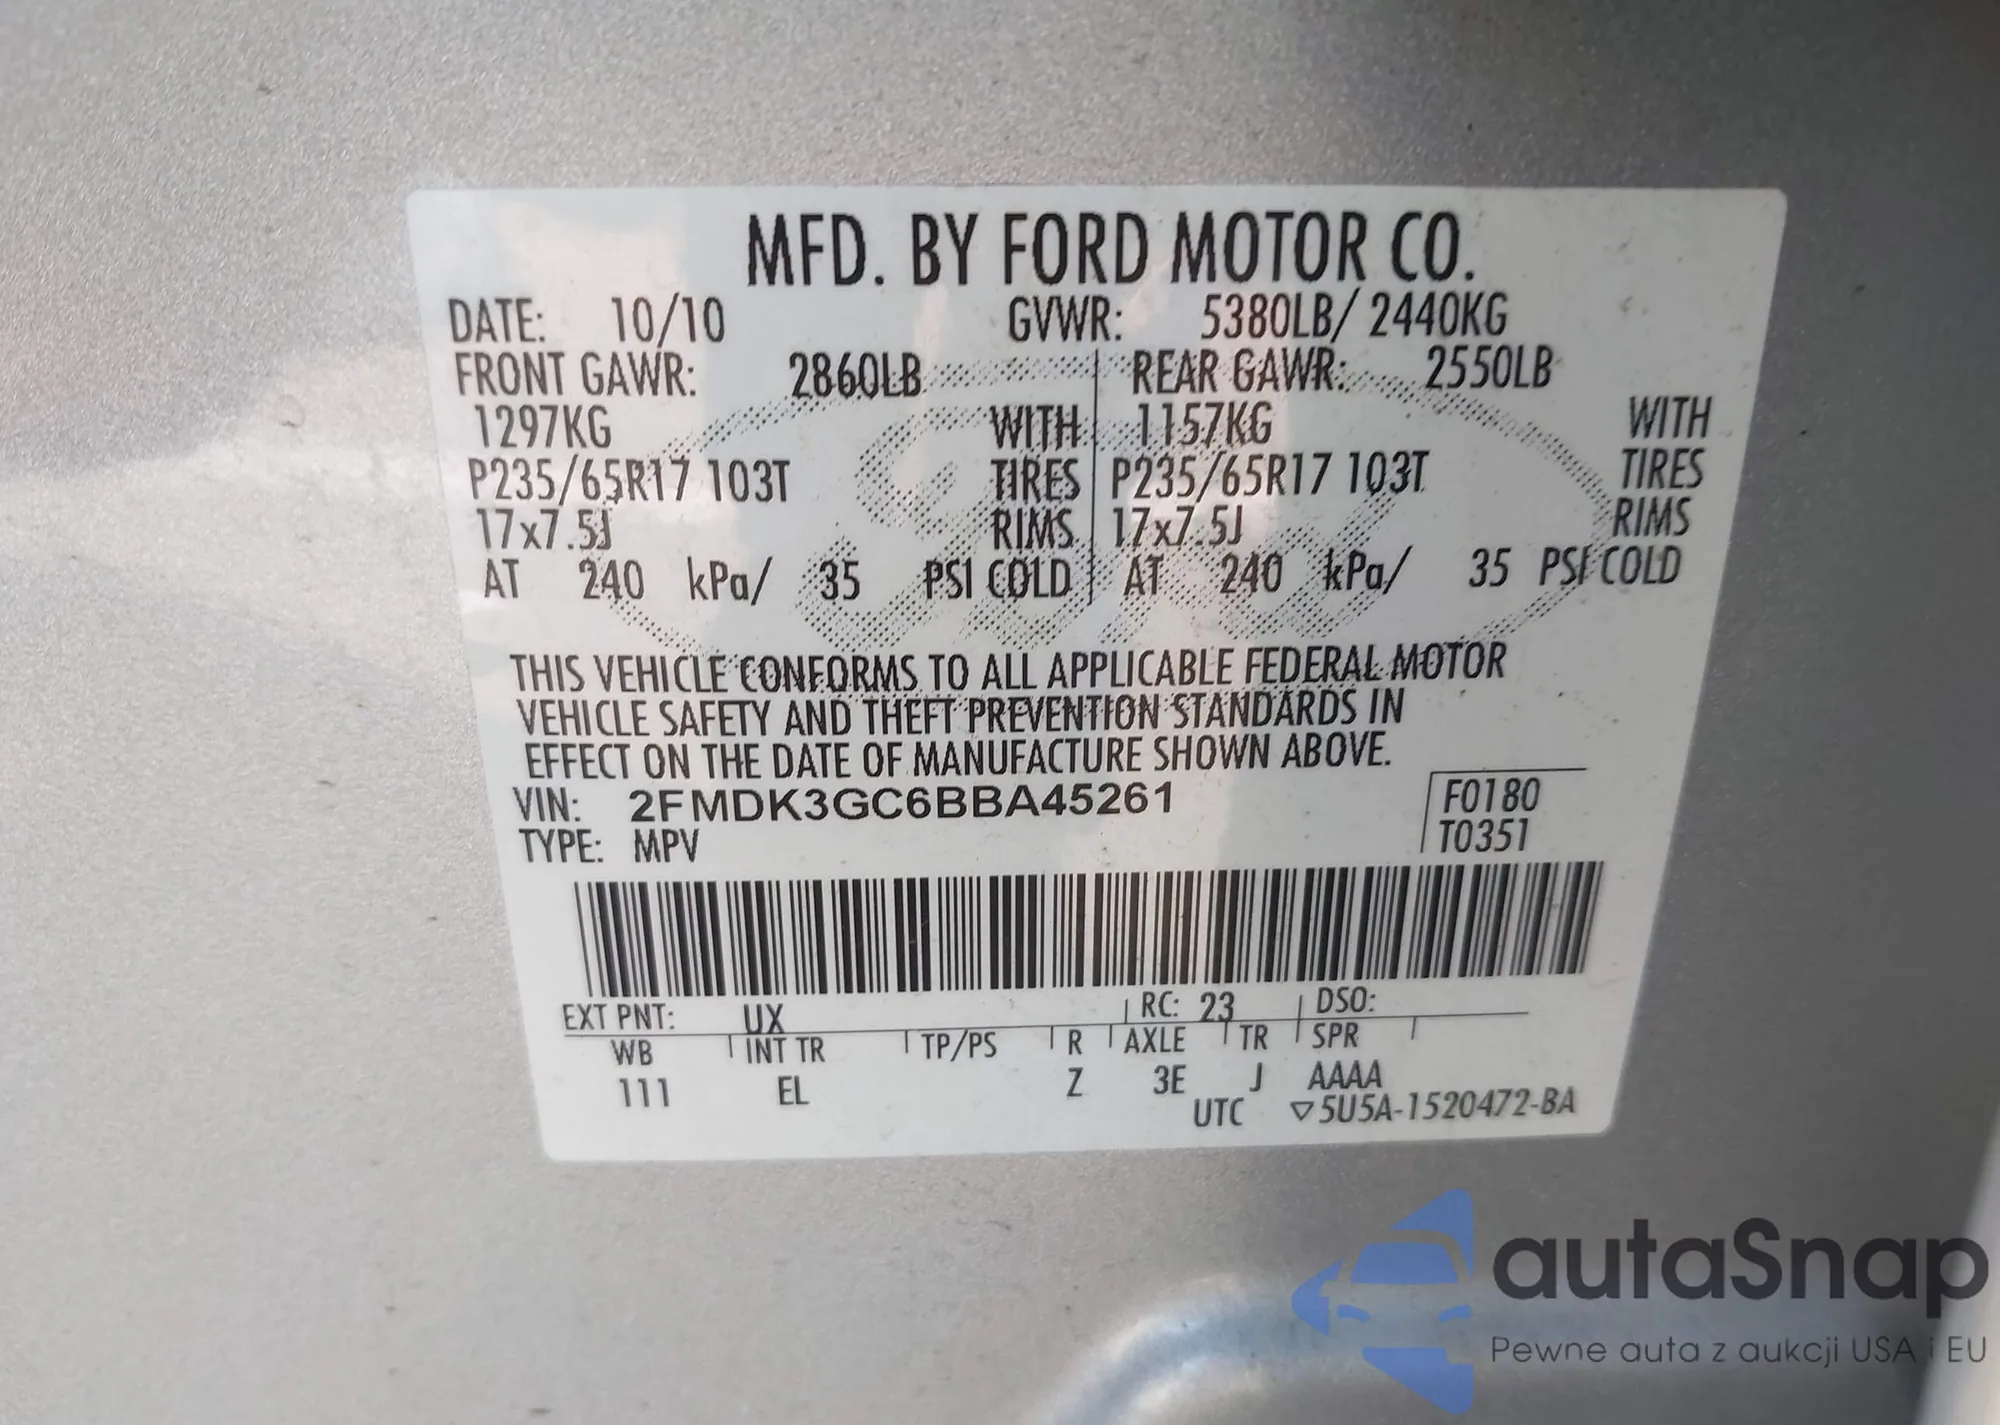 MFD. BY FORD MOTOR CO.
DATE: 10/10 GVWR: 5380LB/ 2440KG
FRONT GAWR: 2860LB REAR GAWR: 2550LB
1297KG WITH 1157KG WITH
P235/65R17 103T TIRES P235/65R17 103T TIRES
17x7.5J RIMS 17x7.5J RIMS
AT 240 kPa/ 35 PSI COLD AT 240 kPa/ 35 PSI COLD
THIS VEHICLE CONFORMS TO ALL APPLICABLE FEDERAL MOTOR
VEHICLE SAFETY AND THEFT PREVENTION STANDARDS IN
EFFECT ON THE DATE OF MANUFACTURE SHOWN ABOVE.
VIN: 2FMDK3GC6BBA45261 F0180
TYPE: MPV T0351
EXT PNT: UX RC: 23 DSO:
WB INT TR TP/PS R AXLE TR SPR
111 EL Z 3E J AAAA
UTC ▽5U5A-1520472-BA
autaSnap
Pewne auta z aukcji USA i EU